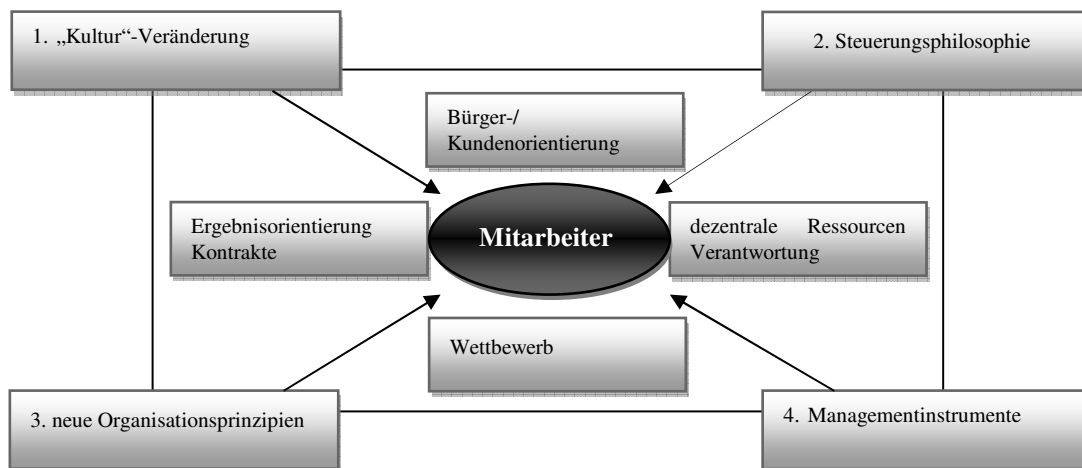 1. „Kultur“-Veränderung
2. Steuerungsphilosophie
Bürger-/
Kundenorientierung
Ergebnisorientierung
Kontrakte
Mitarbeiter
dezentrale Ressourcen
Verantwortung
Wettbewerb
3. neue Organisationsprinzipien
4. Managementinstrumente